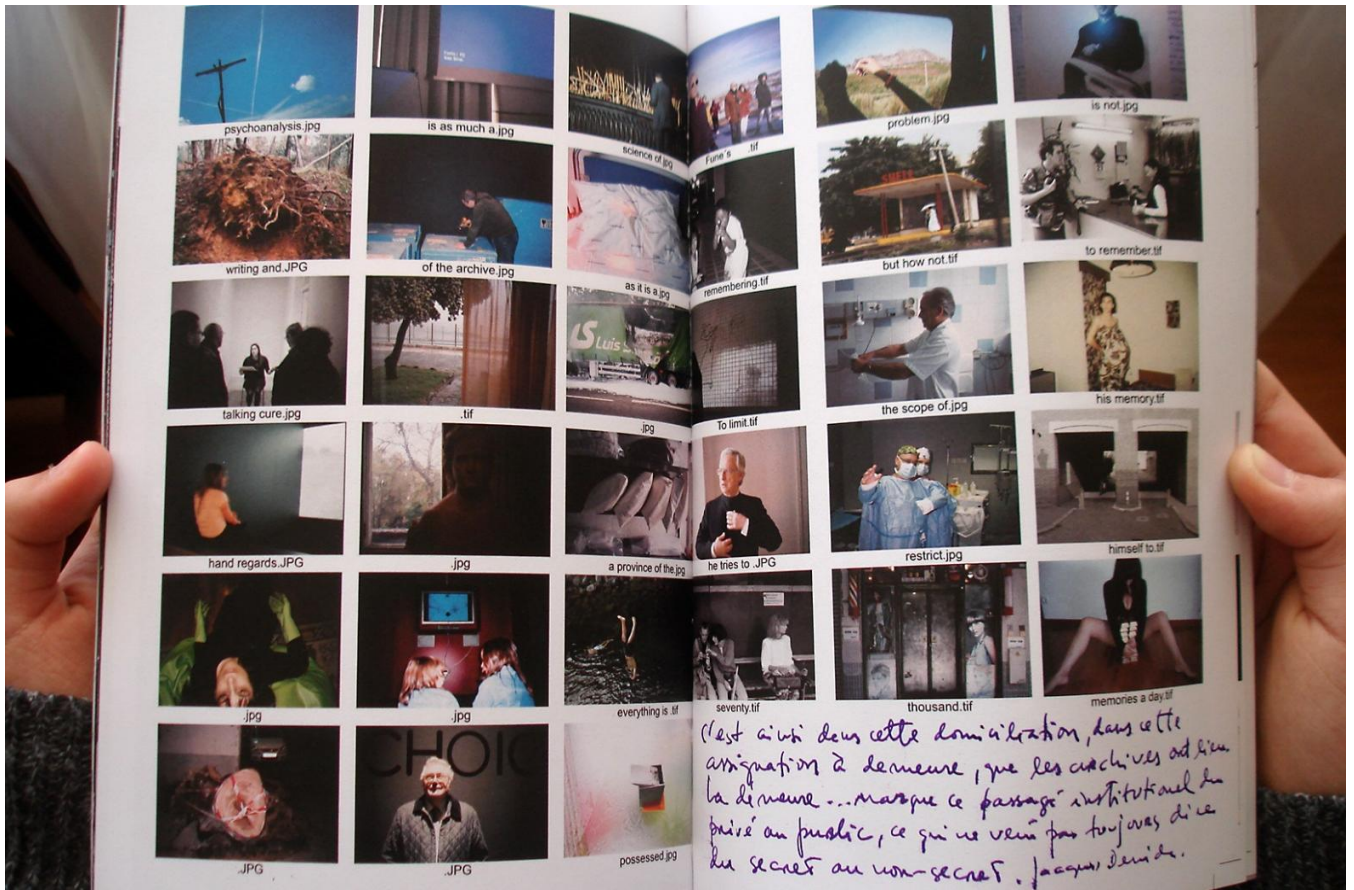 psychoanalysis.jpg
is as much a.jpg
science of.jpg
writing and.JPG
of the archive.jpg
as it is a.jpg
LS Luis
talking cure.jpg
.tif
.jpg
hand regards.JPG
.jpg
a province of the.jpg
.jpg
.jpg
everything is .tif
CHOIC
.JPG
.JPG
possessed.jpg
Fune's .tif
problem.jpg
is not.jpg
SHELL
remembering.tif
but how not.tif
to remember.tif
To limit.tif
the scope of.jpg
his memory.tif
he tries to .JPG
restrict.jpg
himself to.tif
seventy.tif
thousand.tif
memories a day.tif
C'est ainsi dans cette domiciliation, dans cette
assignation à demeure, que les archives ont lieu
La demeure ... marque ce passage institutionel du
privé au public, ce qui ne veut pas toujours dire
du secret au non-secret. Jacques Derrida.